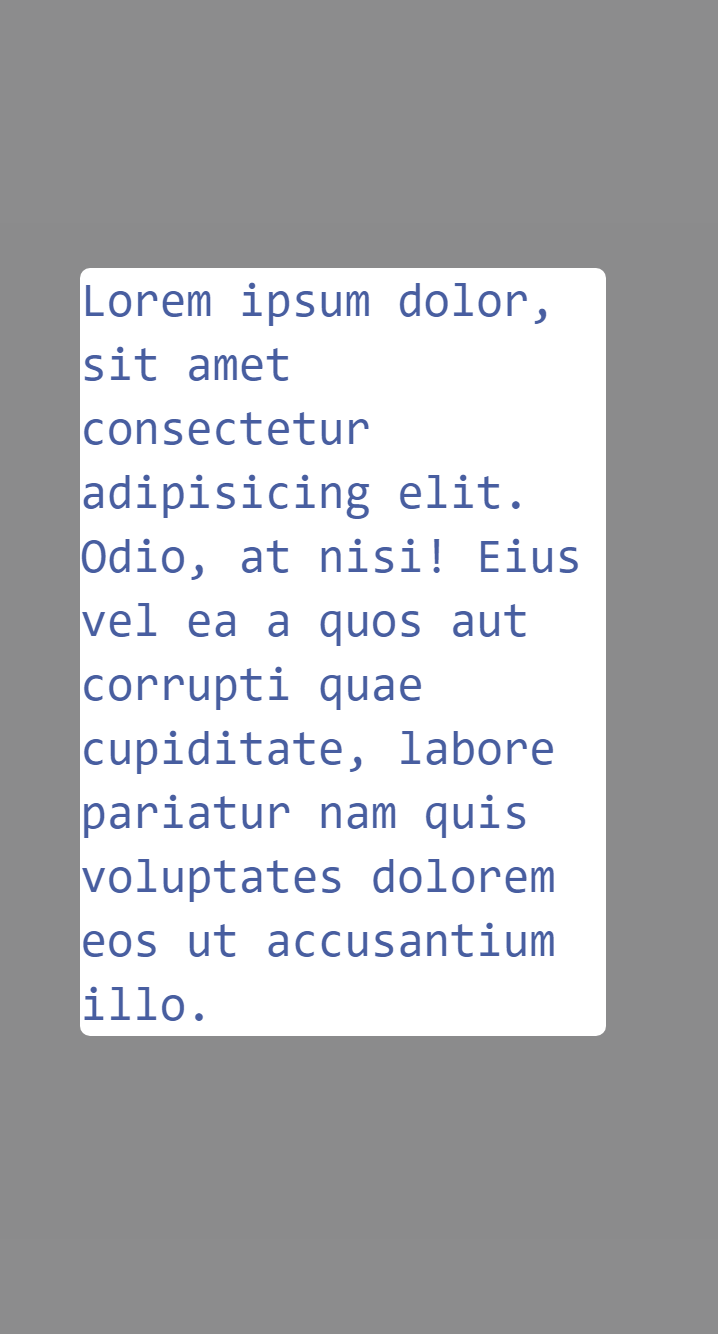 Lorem ipsum dolor,
sit amet
consectetur
adipisicing elit.
Odio, at nisi! Eius
vel ea a quos aut
corrupti quae
cupiditate, labore
pariatur nam quis
voluptates dolorem
eos ut accusantium
illo.